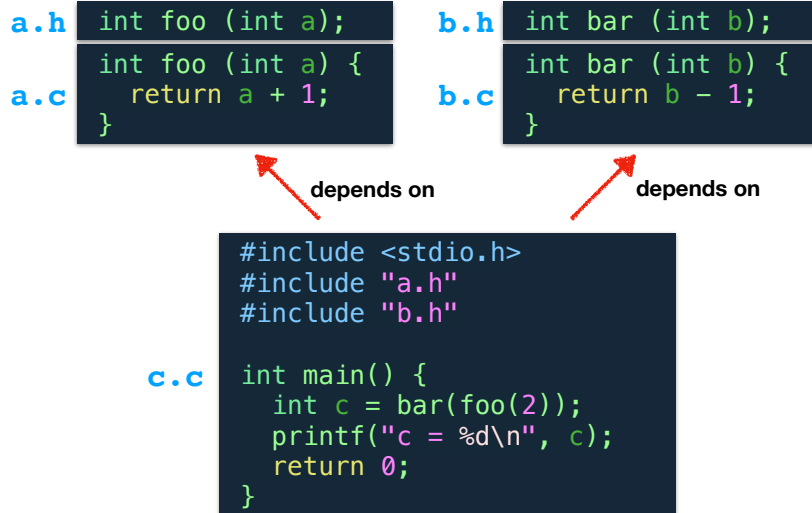 a.h int foo (int a);
a.c int foo (int a) {
return a + 1;
}
b.h int bar (int b);
b.c int bar (int b) {
return b - 1;
}
depends on
depends on
#include <stdio.h>
#include "a.h"
#include "b.h"
c.c int main() {
int c = bar(foo(2));
printf("c = %d\n", c);
return 0;
}